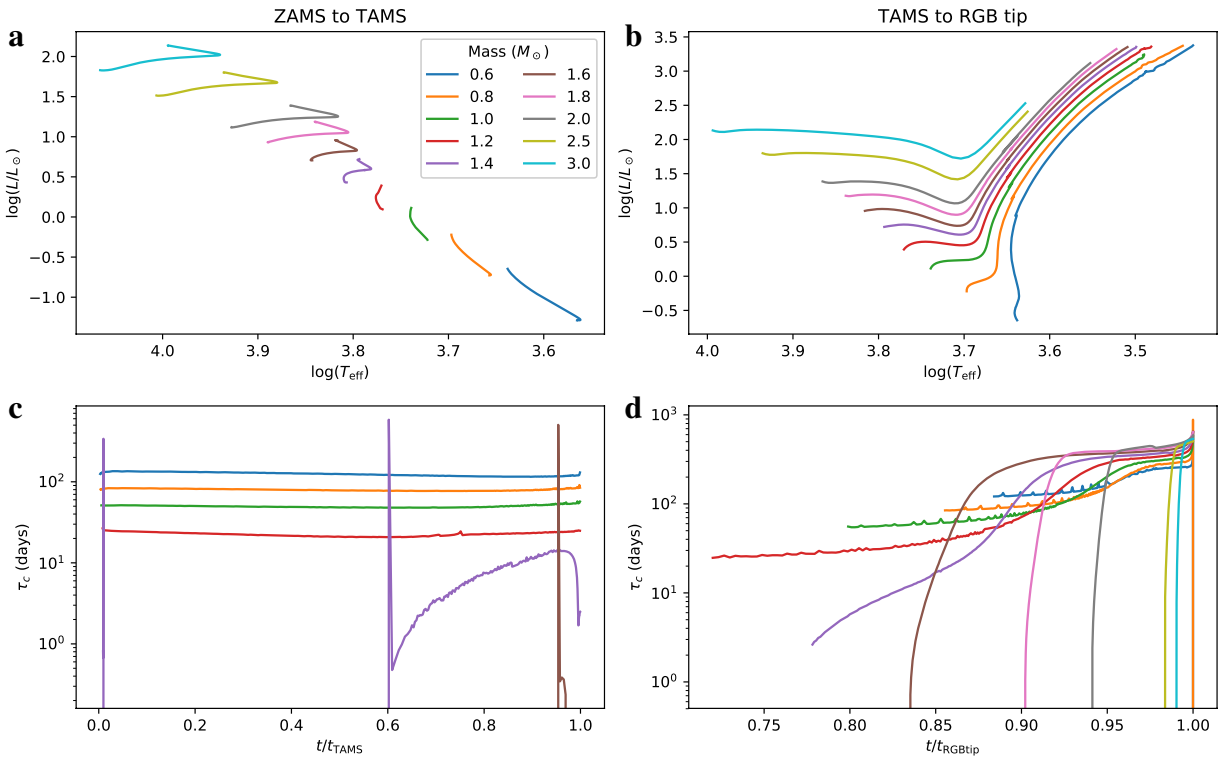 ZAMS to TAMS
TAMS to RGB tip
a
b
Mass (M⊙)
0.6
0.8
1.0
1.2
1.4
1.6
1.8
2.0
2.5
3.0
log(L/L⊙)
2.0
1.5
1.0
0.5
0.0
−0.5
−1.0
4.0 3.9 3.8 3.7 3.6
log(Teff)
log(L/L⊙)
3.5
3.0
2.5
2.0
1.5
1.0
0.5
0.0
−0.5
4.0 3.9 3.8 3.7 3.6 3.5
log(Teff)
c
d
τc (days)
10²
10¹
10⁰
0.0 0.2 0.4 0.6 0.8 1.0
t/tTAMS
τc (days)
10³
10²
10¹
10⁰
0.75 0.80 0.85 0.90 0.95 1.00
t/tRGBtip